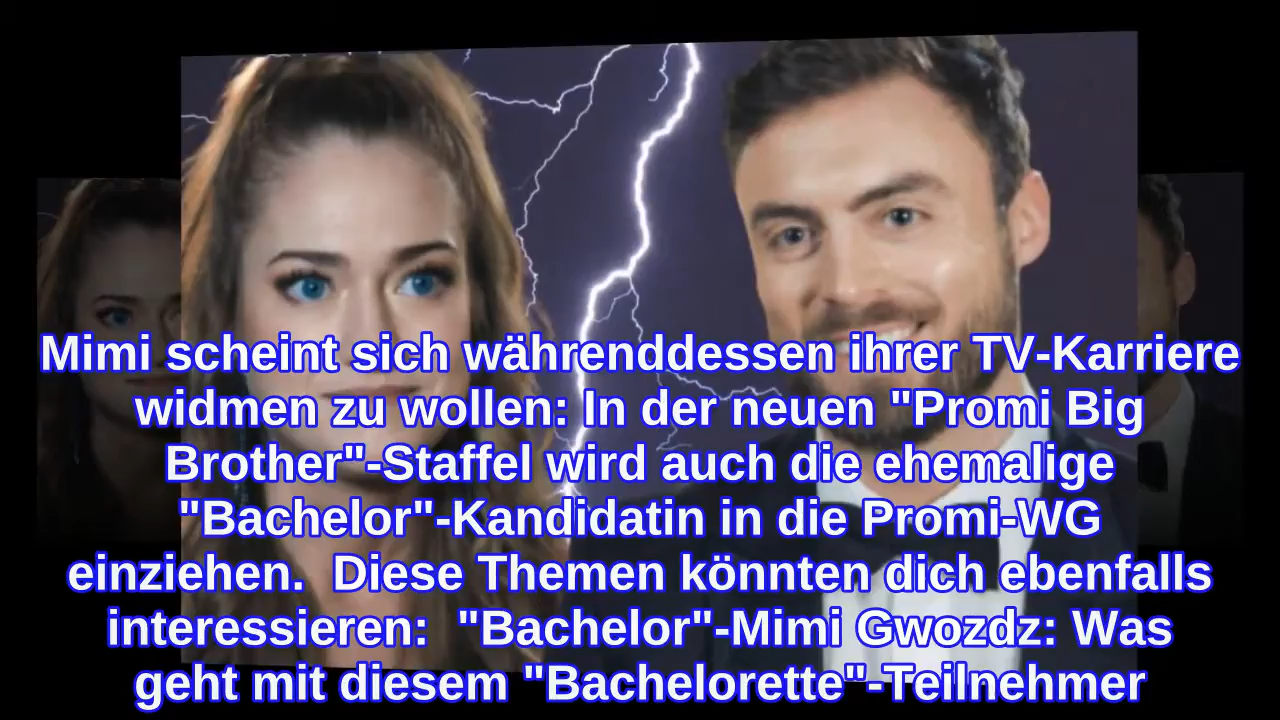 Mimi scheint sich währenddessen ihrer TV-Karriere
widmen zu wollen: In der neuen "Promi Big
Brother"-Staffel wird auch die ehemalige
"Bachelor"-Kandidatin in die Promi-WG
einziehen.  Diese Themen könnten dich ebenfalls
interessieren:  "Bachelor"-Mimi Gwozdz: Was
geht mit diesem "Bachelorette"-Teilnehmer